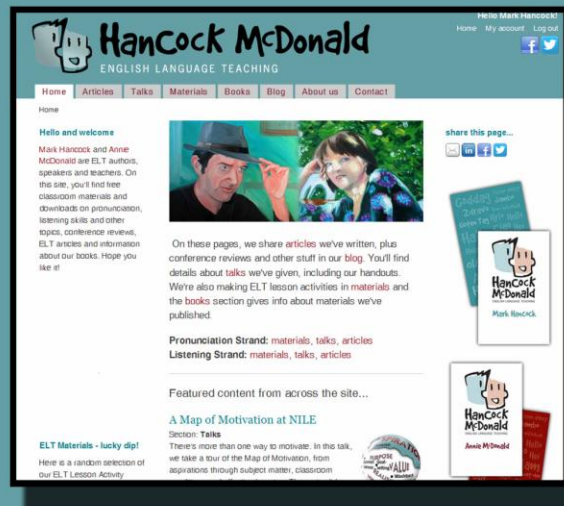 Hello Mark Hancock!
Home My account Log out
Hancock McDonald
ENGLISH LANGUAGE TEACHING
Home Articles Talks Materials Books Blog About us Contact
Home
Hello and welcome
Mark Hancock and Annie
McDonald are ELT authors,
speakers and teachers. On
this site, you'll find free
classroom materials and
downloads on pronunciation,
listening skills and other
topics, conference reviews,
ELT articles and information
about our books. Hope you
like it!
On these pages, we share articles we've written, plus
conference reviews and other stuff in our blog. You'll find
details about talks we've given, including our handouts.
We're also making ELT lesson activities in materials and
the books section gives info about materials we've
published.
Pronunciation Strand: materials, talks, articles
Listening Strand: materials, talks, articles
Featured content from across the site...
A Map of Motivation at NILE
Section: Talks
There's more than one way to motivate. In this talk,
we take a tour of the Map of Motivation, from
aspirations through subject matter, classroom
share this page...
Hancock
McDonald
Mark Hancock
Hancock
McDonald
Annie McDonald
PURPOSE
VALUE
ELT Materials - lucky dip!
Here is a random selection of
our ELT Lesson Activity